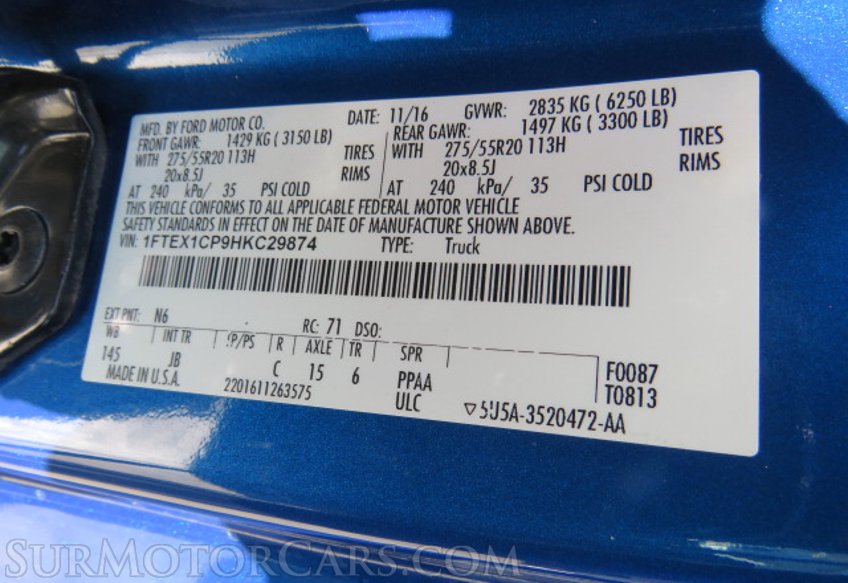 MFD. BY FORD MOTOR CO.
DATE: 11/16 GVWR: 2835 KG ( 6250 LB)
FRONT GAWR: 1429 KG ( 3150 LB)
REAR GAWR: 1497 KG ( 3300 LB)
WITH 275/55R20 113H TIRES
WITH 275/55R20 113H TIRES
20x8.5J RIMS
20x8.5J RIMS
AT 240 kPa/ 35 PSI COLD
AT 240 kPa/ 35 PSI COLD
THIS VEHICLE CONFORMS TO ALL APPLICABLE FEDERAL MOTOR VEHICLE
SAFETY STANDARDS IN EFFECT ON THE DATE OF MANUFACTURE SHOWN ABOVE.
VIN: 1FTEX1CP9HKC29874 TYPE: Truck
EXT PNT: N6 RC: 71 DSO:
WB INT TR TP/PS R AXLE TR SPR
145 JB C 15 6 PPAA F0087
MADE IN U.S.A. 2201611263575 ULC T0813
▽5U5A-3520472-AA
SURMOTORCARS.COM